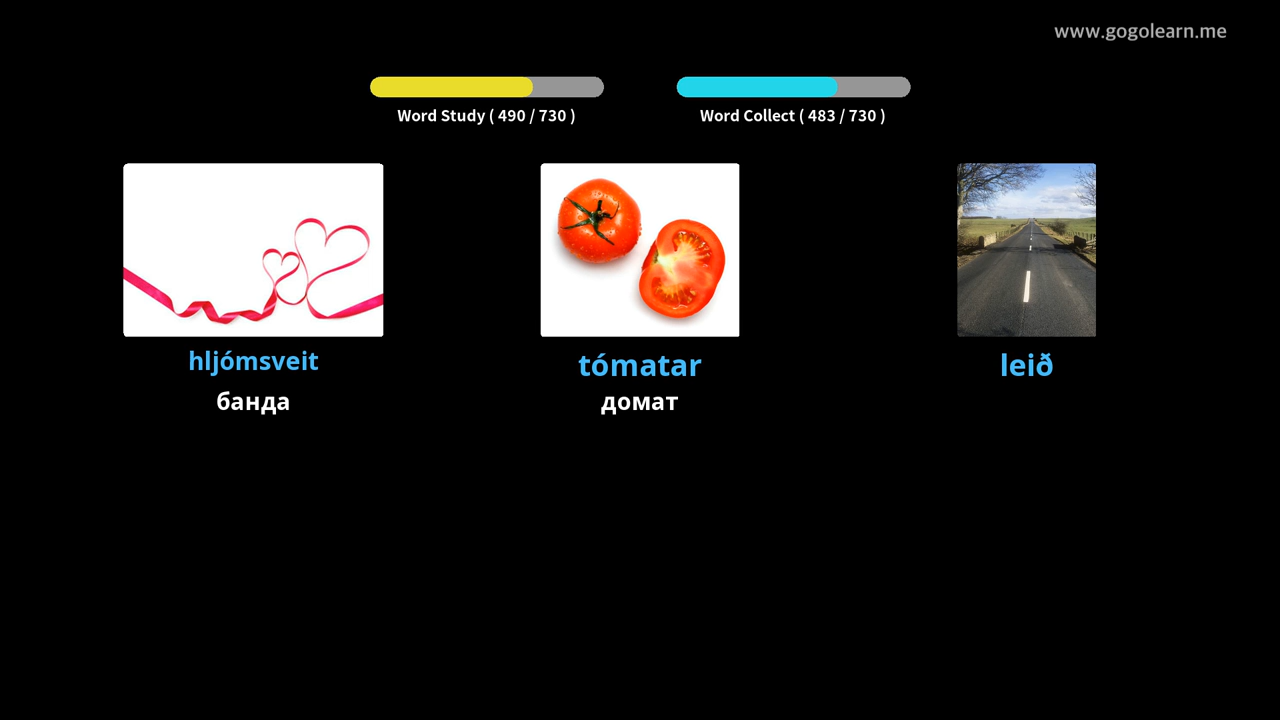 www.gogolearn.me
Word Study ( 490 / 730 )
Word Collect ( 483 / 730 )
hljómsveit
tómatar
leið
банда
домат